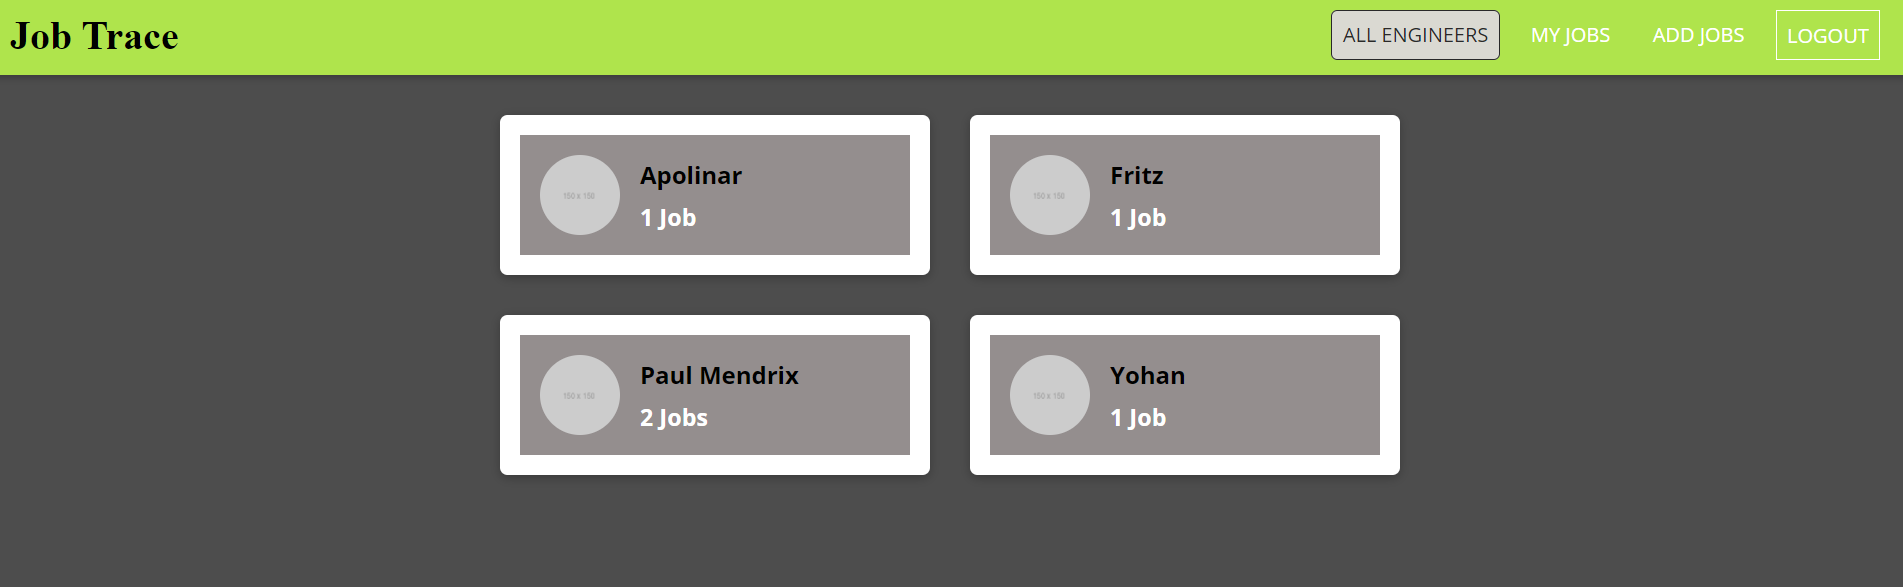 Job Trace
ALL ENGINEERS MY JOBS ADD JOBS LOGOUT
150 x 150
Apolinar
1 Job
150 x 150
Fritz
1 Job
150 x 150
Paul Mendrix
2 Jobs
150 x 150
Yohan
1 Job